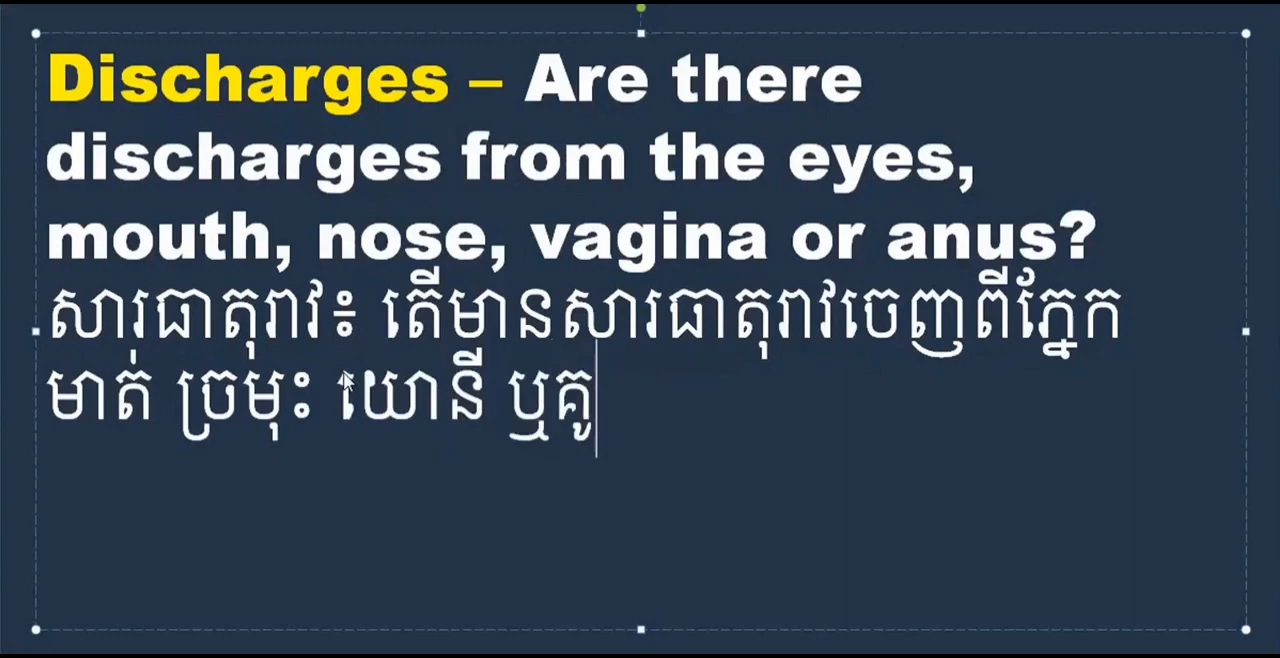 Discharges – Are there
discharges from the eyes,
mouth, nose, vagina or anus?
សារធាតុរាវ៖ តើមានសារធាតុរាវចេញពីភ្នែក
មាត់ ច្រមុះ យោនី ឬគូ